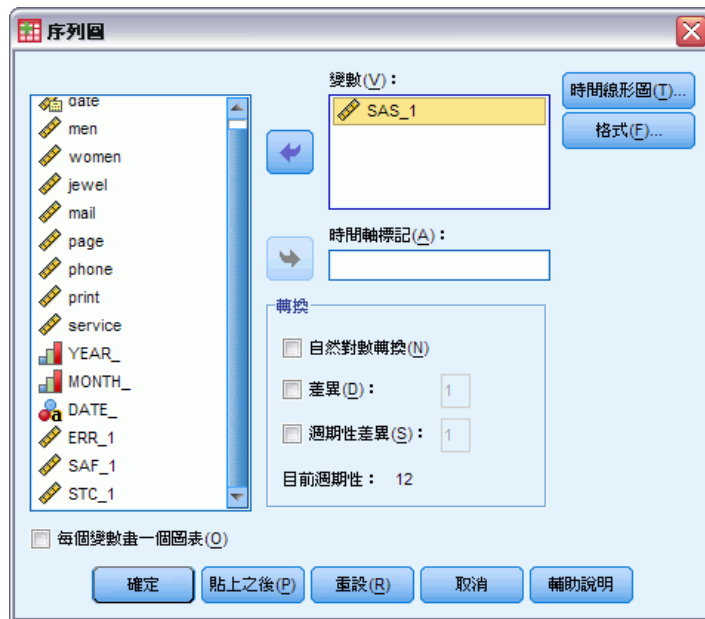 序列圖
date
men
women
jewel
mail
page
phone
print
service
YEAR_
MONTH_
DATE_
ERR_1
SAF_1
STC_1
變數(V)：
SAS_1
時間線形圖(T)...
格式(F)...
時間軸標記(A)：
轉換
自然對數轉換(N)
差異(D)： 1
週期性差異(S)： 1
目前週期性： 12
每個變數畫一個圖表(O)
確定 貼上之後(P) 重設(R) 取消 輔助說明